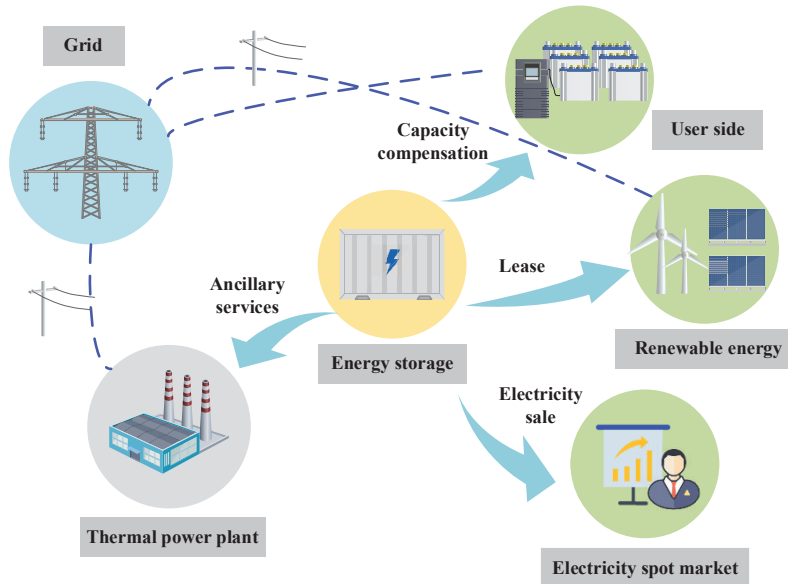 Grid
User side
Capacity
compensation
Lease
Ancillary
services
Energy storage
Renewable energy
Electricity
sale
Thermal power plant
Electricity spot market